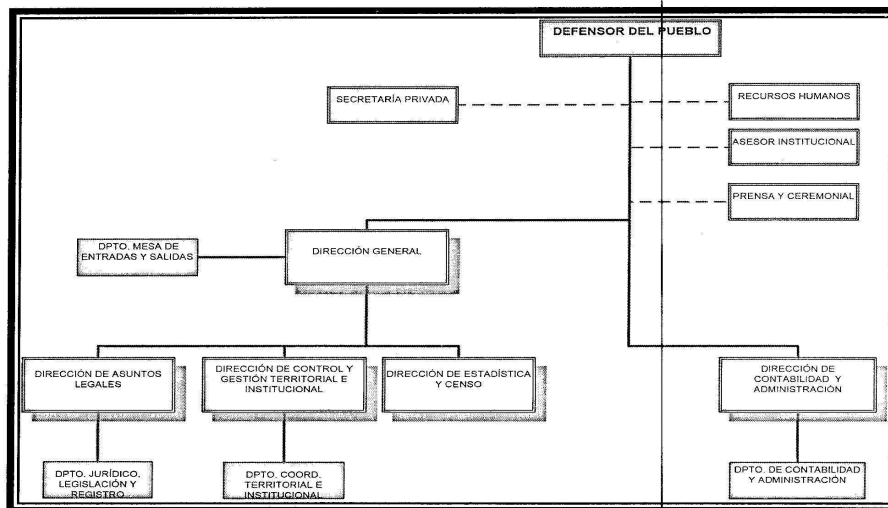 DEFENSOR DEL PUEBLO
SECRETARÍA PRIVADA
RECURSOS HUMANOS
ASESOR INSTITUCIONAL
PRENSA Y CEREMONIAL
DPTO. MESA DE
ENTRADAS Y SALIDAS
DIRECCIÓN GENERAL
DIRECCIÓN DE ASUNTOS
LEGALES
DIRECCIÓN DE CONTROL Y
GESTIÓN TERRITORIAL E
INSTITUCIONAL
DIRECCIÓN DE ESTADÍSTICA
Y CENSO
DIRECCIÓN DE
CONTABILIDAD Y
ADMINISTRACIÓN
DPTO. JURÍDICO,
LEGISLACIÓN Y
REGISTRO
DPTO. COORD.
TERRITORIAL E
INSTITUCIONAL
DPTO. DE CONTABILIDAD
Y ADMINISTRACIÓN